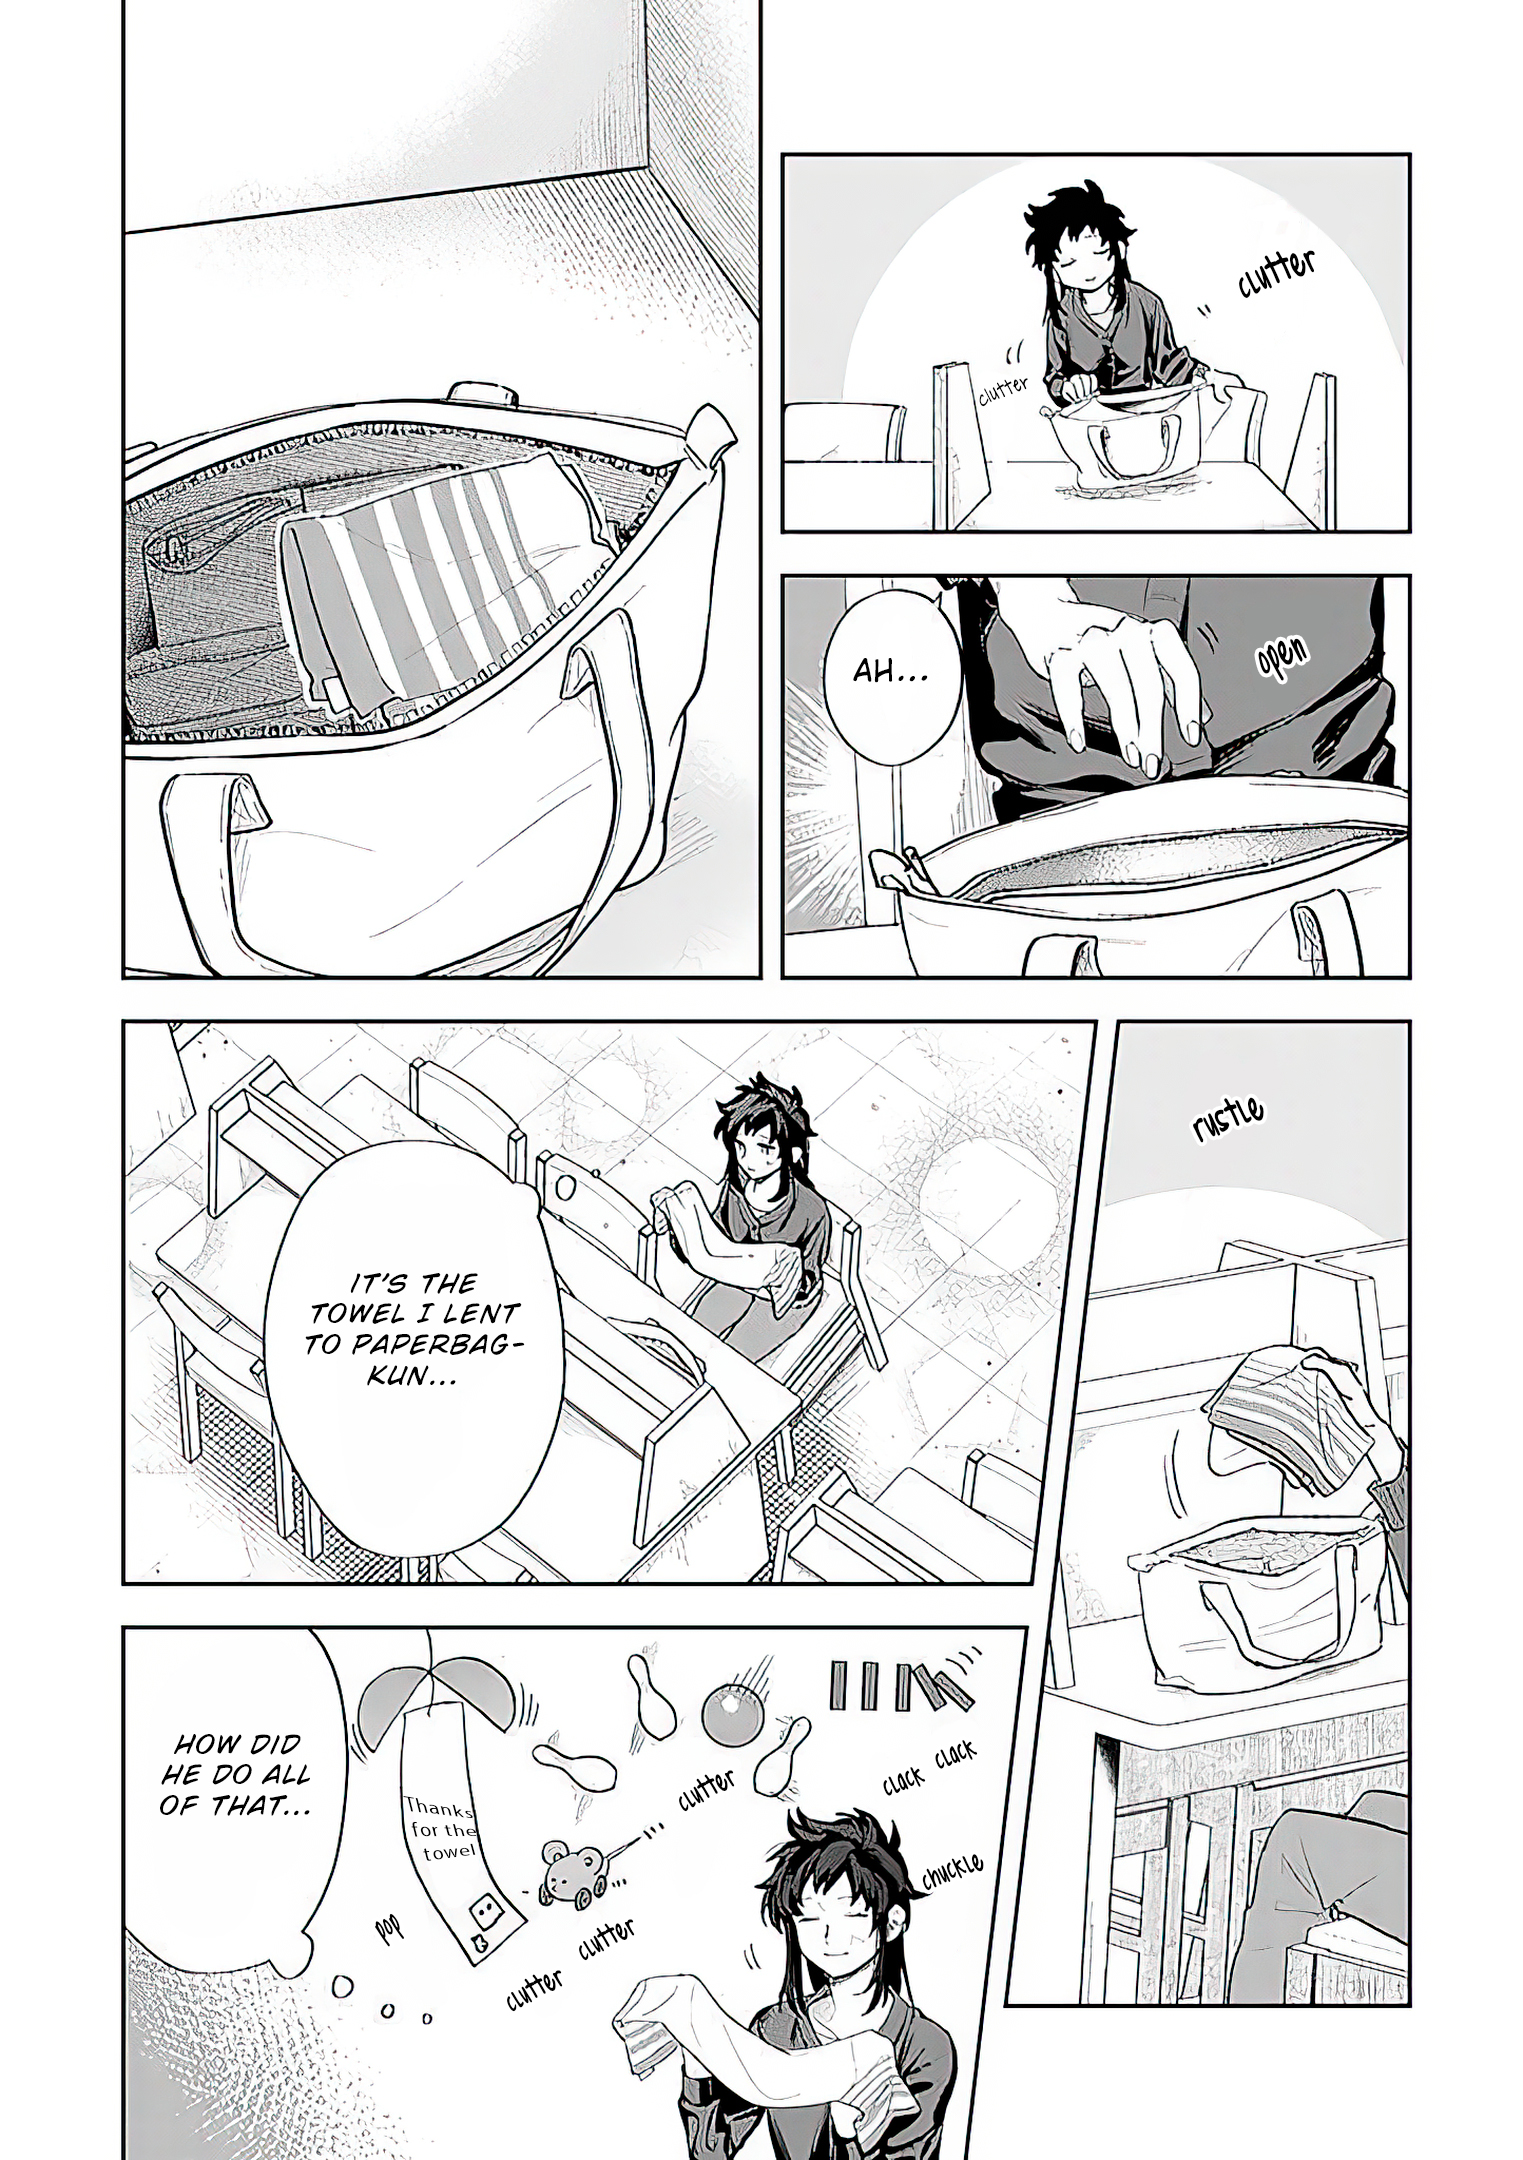 clutter
clutter
open
AH...
rustle
IT'S THE
TOWEL I LENT
TO PAPERBAG-
KUN...
HOW DID
HE DO ALL
OF THAT...
Thanks
for the
towel
clutter
clack clack
chuckle
pop
clutter
clutter